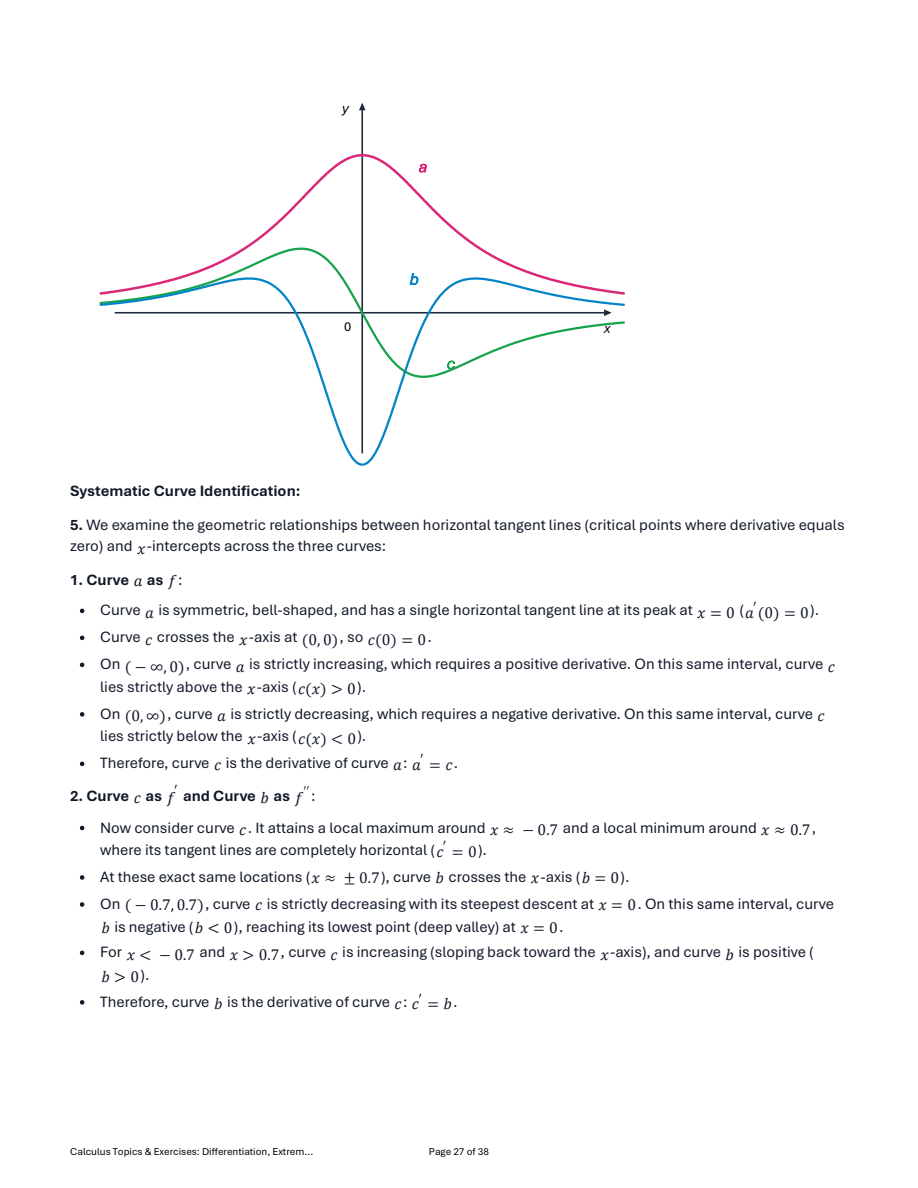 y
a
b
0
x
c
Systematic Curve Identification:
5. We examine the geometric relationships between horizontal tangent lines (critical points where derivative equals
zero) and x-intercepts across the three curves:
1. Curve a as f:
• Curve a is symmetric, bell-shaped, and has a single horizontal tangent line at its peak at x = 0 (a′(0) = 0).
• Curve c crosses the x-axis at (0, 0), so c(0) = 0.
• On (−∞, 0), curve a is strictly increasing, which requires a positive derivative. On this same interval, curve c
lies strictly above the x-axis (c(x) > 0).
• On (0, ∞), curve a is strictly decreasing, which requires a negative derivative. On this same interval, curve c
lies strictly below the x-axis (c(x) < 0).
• Therefore, curve c is the derivative of curve a: a′ = c.
2. Curve c as f′ and Curve b as f″:
• Now consider curve c. It attains a local maximum around x ≈ −0.7 and a local minimum around x ≈ 0.7,
where its tangent lines are completely horizontal (c′ = 0).
• At these exact same locations (x ≈ ±0.7), curve b crosses the x-axis (b = 0).
• On (−0.7, 0.7), curve c is strictly decreasing with its steepest descent at x = 0. On this same interval, curve
b is negative (b < 0), reaching its lowest point (deep valley) at x = 0.
• For x < −0.7 and x > 0.7, curve c is increasing (sloping back toward the x-axis), and curve b is positive (
b > 0).
• Therefore, curve b is the derivative of curve c: c′ = b.
Calculus Topics & Exercises: Differentiation, Extrem... Page 27 of 38